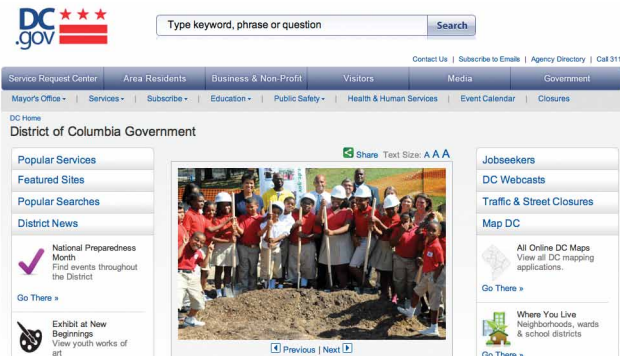 DC
.gov
Type keyword, phrase or question
Search
Contact Us | Subscribe to Emails | Agency Directory | Call 311
Service Request Center Area Residents Business & Non-Profit Visitors Media Government
Mayor's Office | Services | Subscribe | Education | Public Safety | Health & Human Services | Event Calendar | Closures
DC Home
District of Columbia Government
Share Text Size: A A A
Popular Services
Featured Sites
Popular Searches
District News
National Preparedness
Month
Find events throughout
the District
Go There »
Exhibit at New
Beginnings
View youth works of
art
Previous | Next
Jobseekers
DC Webcasts
Traffic & Street Closures
Map DC
All Online DC Maps
View all DC mapping
applications.
Go There »
Where You Live
Neighborhoods, wards
& school districts
Go There »